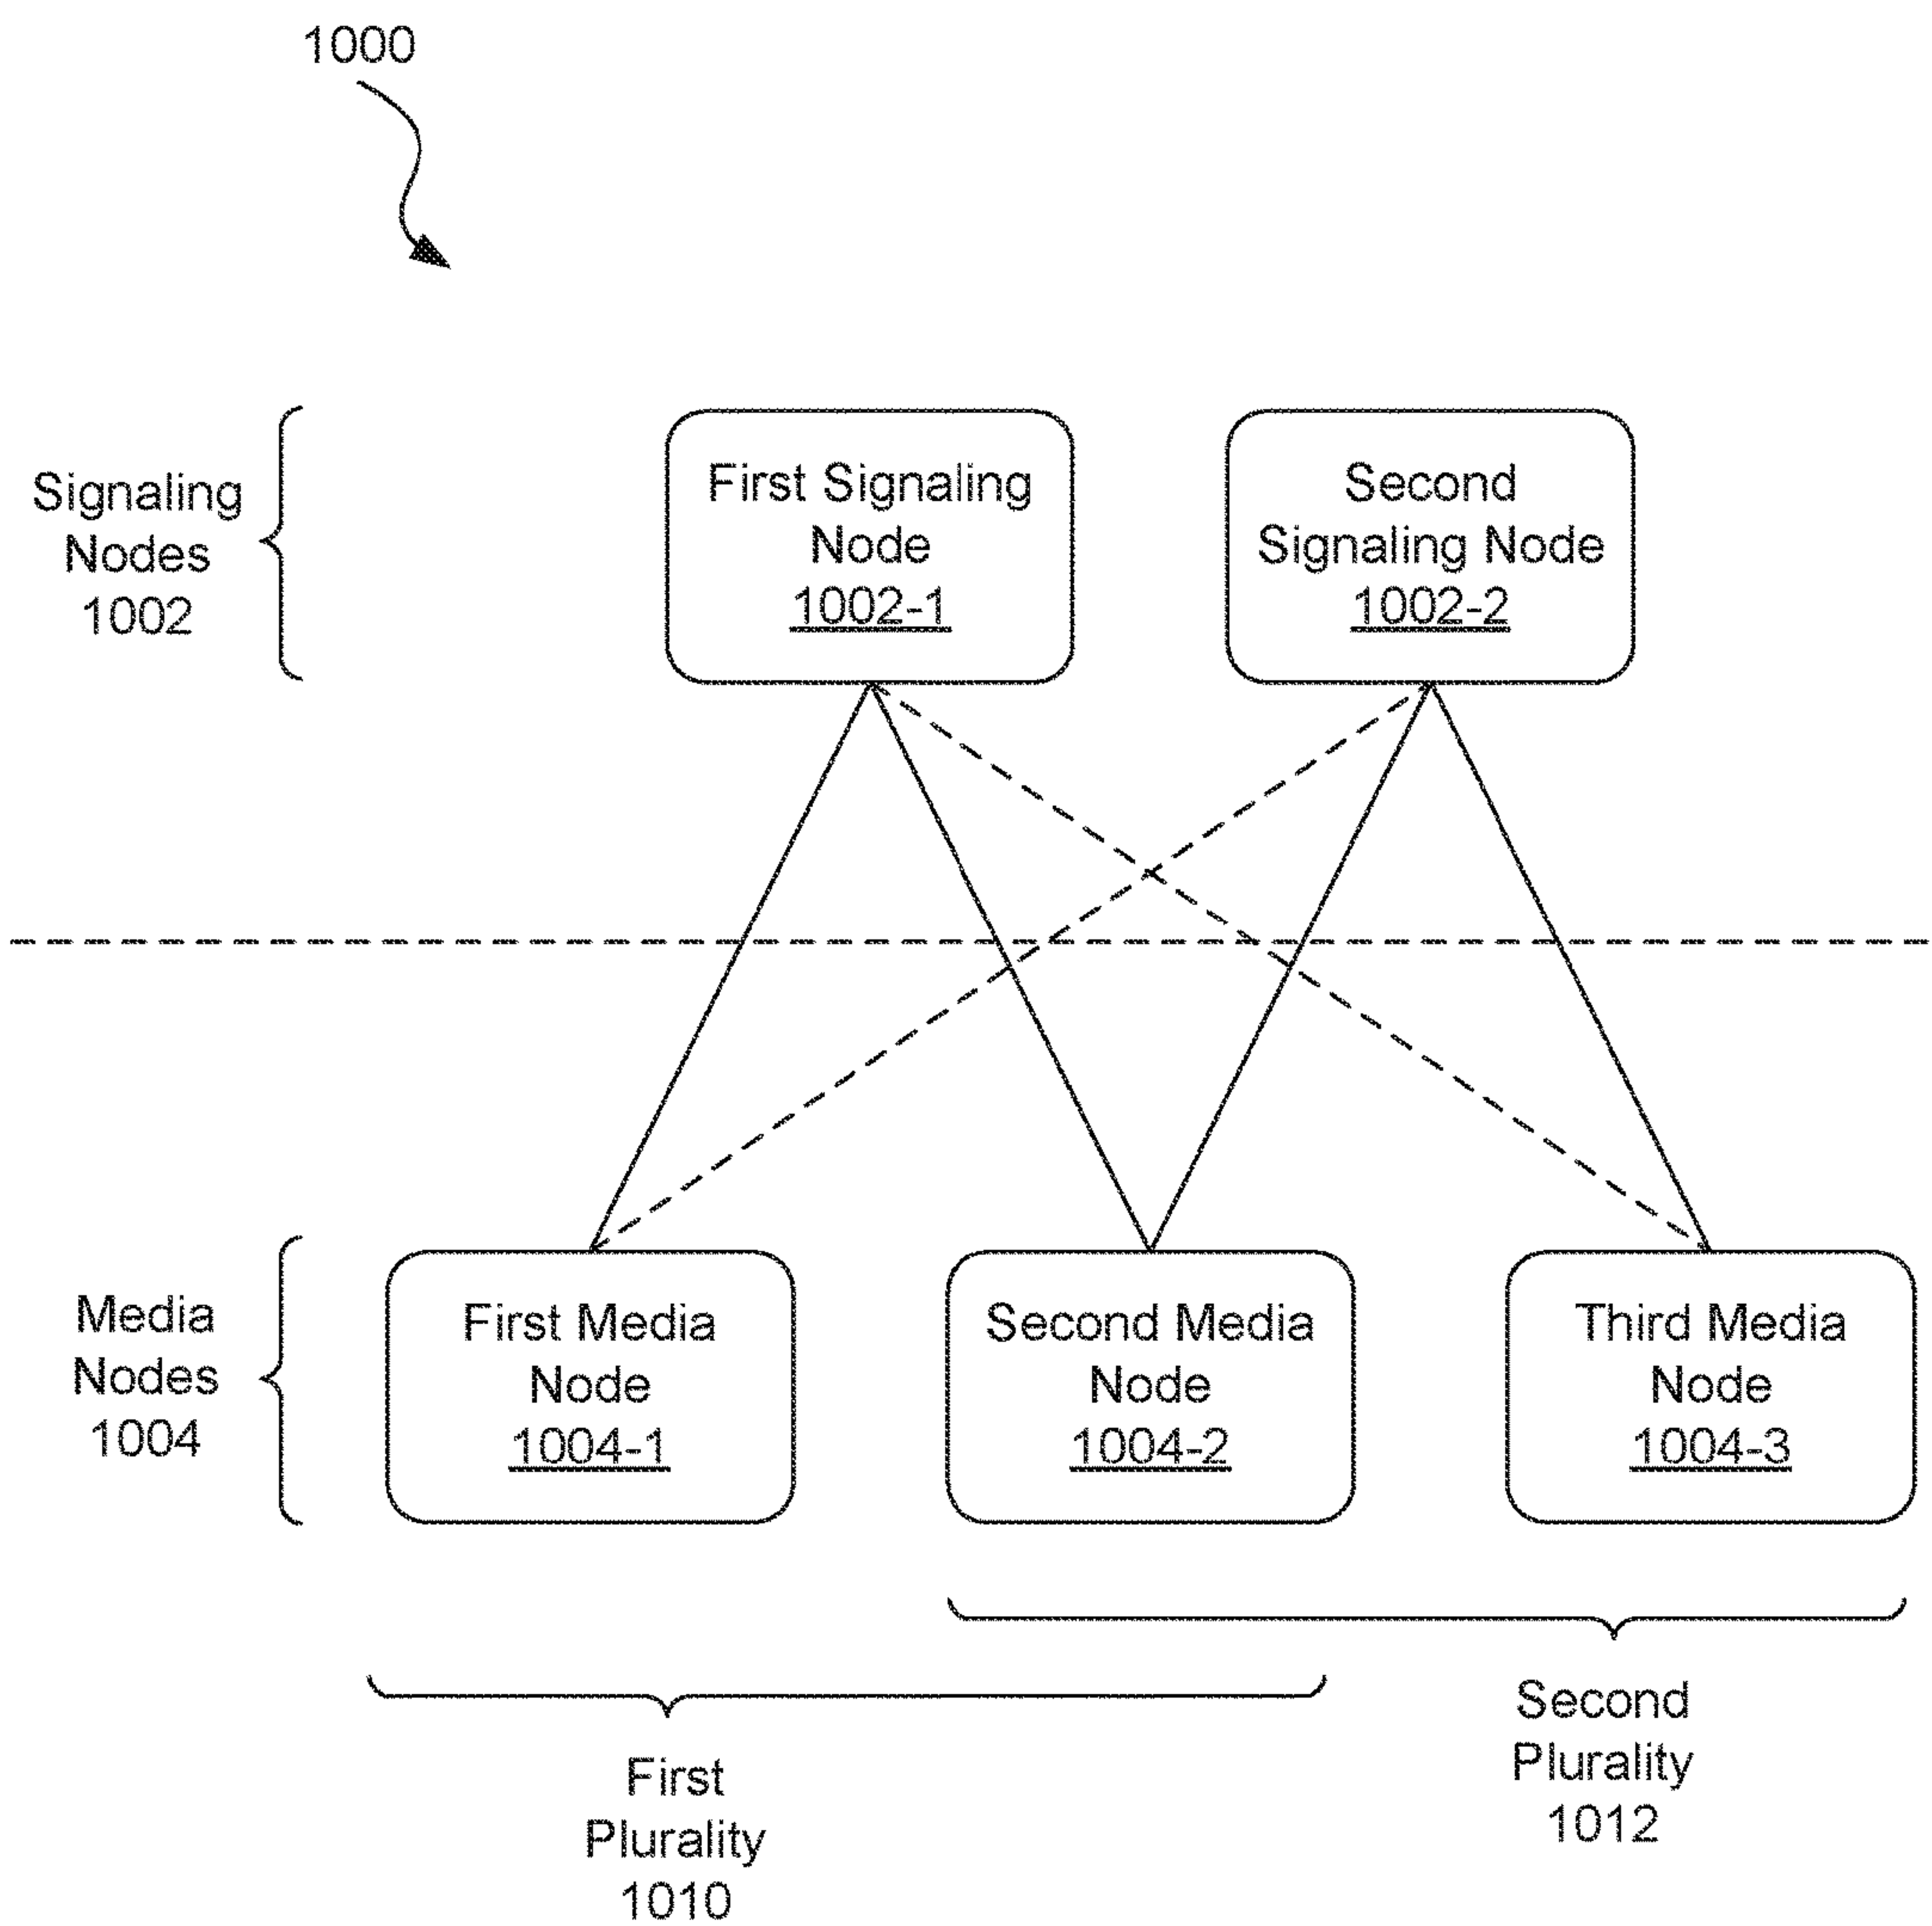 1000
Signaling
Nodes
1002
First Signaling
Node
1002-1
Second
Signaling Node
1002-2
Media
Nodes
1004
First Media
Node
1004-1
Second Media
Node
1004-2
Third Media
Node
1004-3
First
Plurality
1010
Second
Plurality
1012